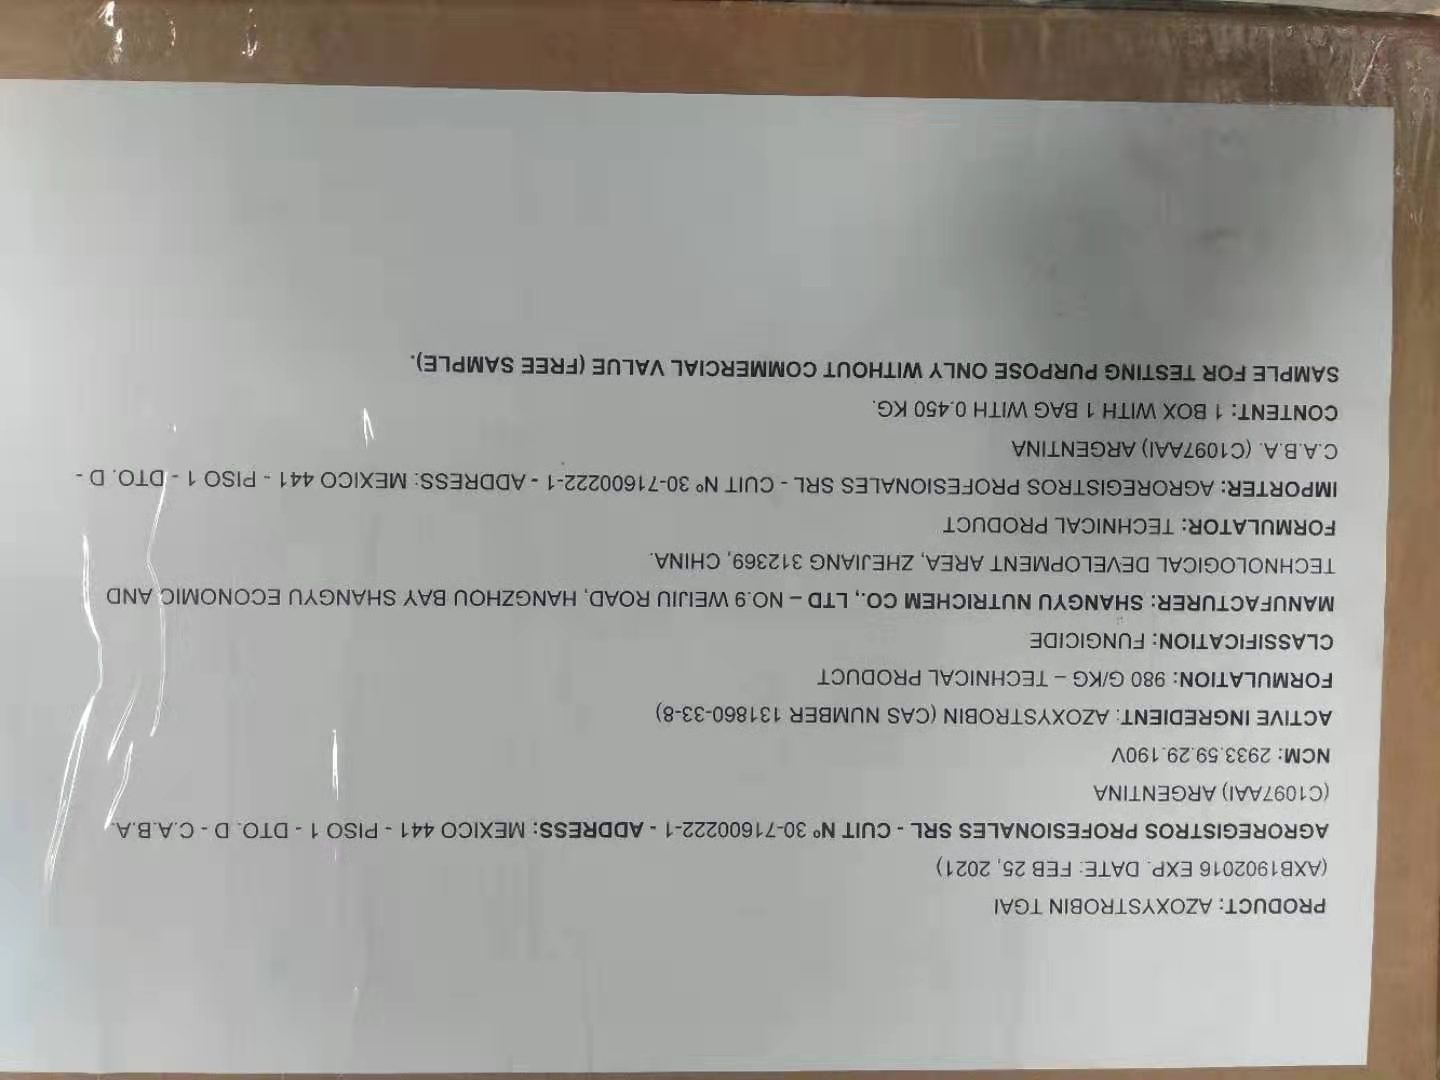 PRODUCT: AZOXYSTROBIN TGAI
(AXB1902016 EXP. DATE: FEB 25, 2021)
AGROREGISTROS PROFESIONALES SRL - CUIT Nº 30-71600222-1 - ADDRESS: MEXICO 441 - PISO 1 - DTO. D - C.A.B.A.
(C1097AAI) ARGENTINA
NCM: 2933.59.29.190V
ACTIVE INGREDIENT: AZOXYSTROBIN (CAS NUMBER 131860-33-8)
FORMULATION: 980 G/KG – TECHNICAL PRODUCT
CLASSIFICATION: FUNGICIDE
MANUFACTURER: SHANGYU NUTRICHEM CO., LTD – NO.9 WEIJIU ROAD, HANGZHOU BAY SHANGYU ECONOMIC AND
TECHNOLOGICAL DEVELOPMENT AREA, ZHEJIANG 312369, CHINA.
FORMULATOR: TECHNICAL PRODUCT
IMPORTER: AGROREGISTROS PROFESIONALES SRL - CUIT Nº 30-71600222-1 - ADDRESS: MEXICO 441 - PISO 1 - DTO. D -
C.A.B.A. (C1097AAI) ARGENTINA
CONTENT: 1 BOX WITH 1 BAG WITH 0.450 KG.
SAMPLE FOR TESTING PURPOSE ONLY WITHOUT COMMERCIAL VALUE (FREE SAMPLE).